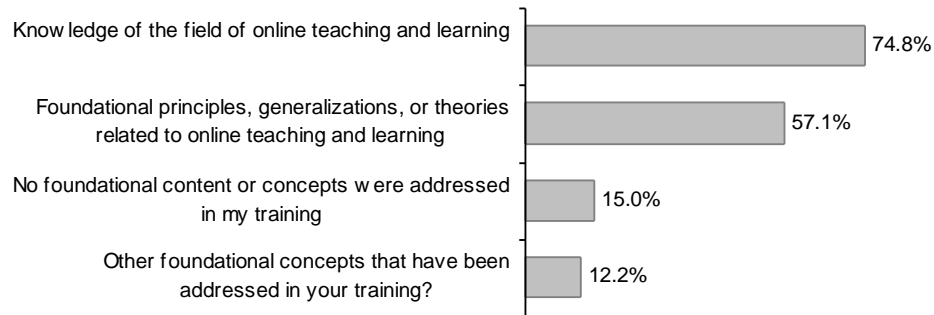 Know ledge of the field of online teaching and learning
74.8%
Foundational principles, generalizations, or theories
related to online teaching and learning
57.1%
No foundational content or concepts w ere addressed
in my training
15.0%
Other foundational concepts that have been
addressed in your training?
12.2%